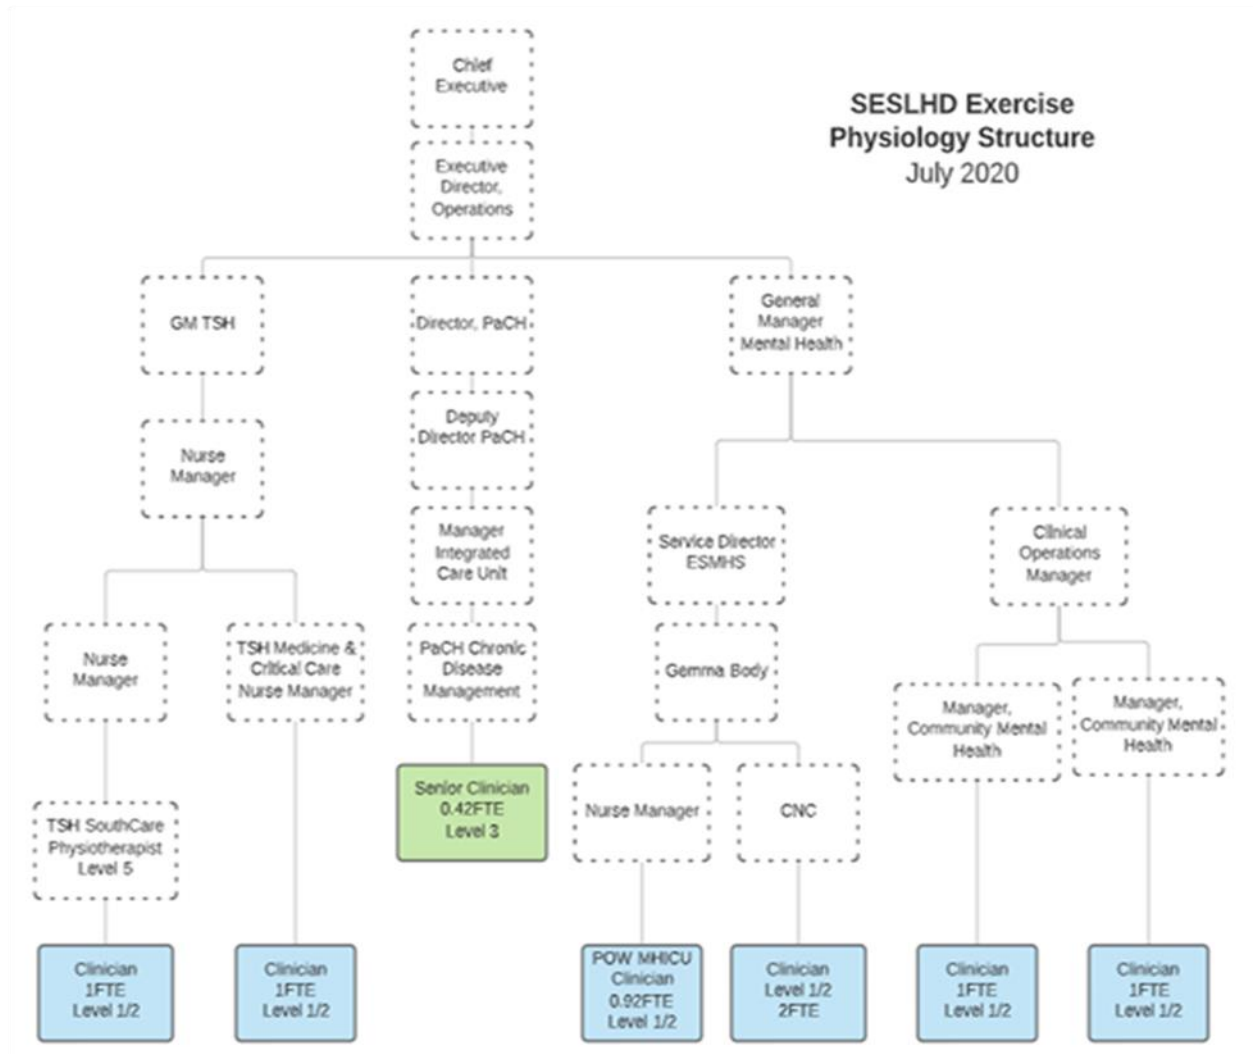 SESLHD Exercise
Physiology Structure
July 2020
Chief
Executive
Executive
Director,
Operations
GM TSH
Director, PaCH
General
Manager
Mental Health
Nurse
Manager
Deputy
Director PaCH
Manager
Integrated
Care Unit
Service Director
ESMHS
Clinical
Operations
Manager
Nurse
Manager
TSH Medicine &
Critical Care
Nurse Manager
PaCH Chronic
Disease
Management
Gemma Body
Manager,
Community Mental
Health
Manager,
Community Mental
Health
Senior Clinician
0.42FTE
Level 3
Nurse Manager
CNC
TSH SouthCare
Physiotherapist
Level 5
Clinician
1FTE
Level 1/2
Clinician
1FTE
Level 1/2
POW MHICU
Clinician
0.92FTE
Level 1/2
Clinician
Level 1/2
2FTE
Clinician
1FTE
Level 1/2
Clinician
1FTE
Level 1/2